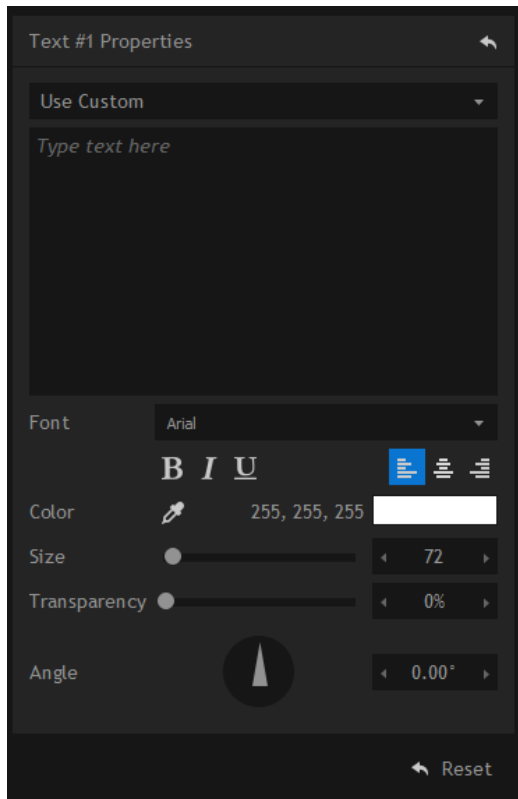 Text #1 Properties
Use Custom
Type text here
Font Arial
B I U
Color 255, 255, 255
Size 72
Transparency 0%
Angle 0.00°
Reset